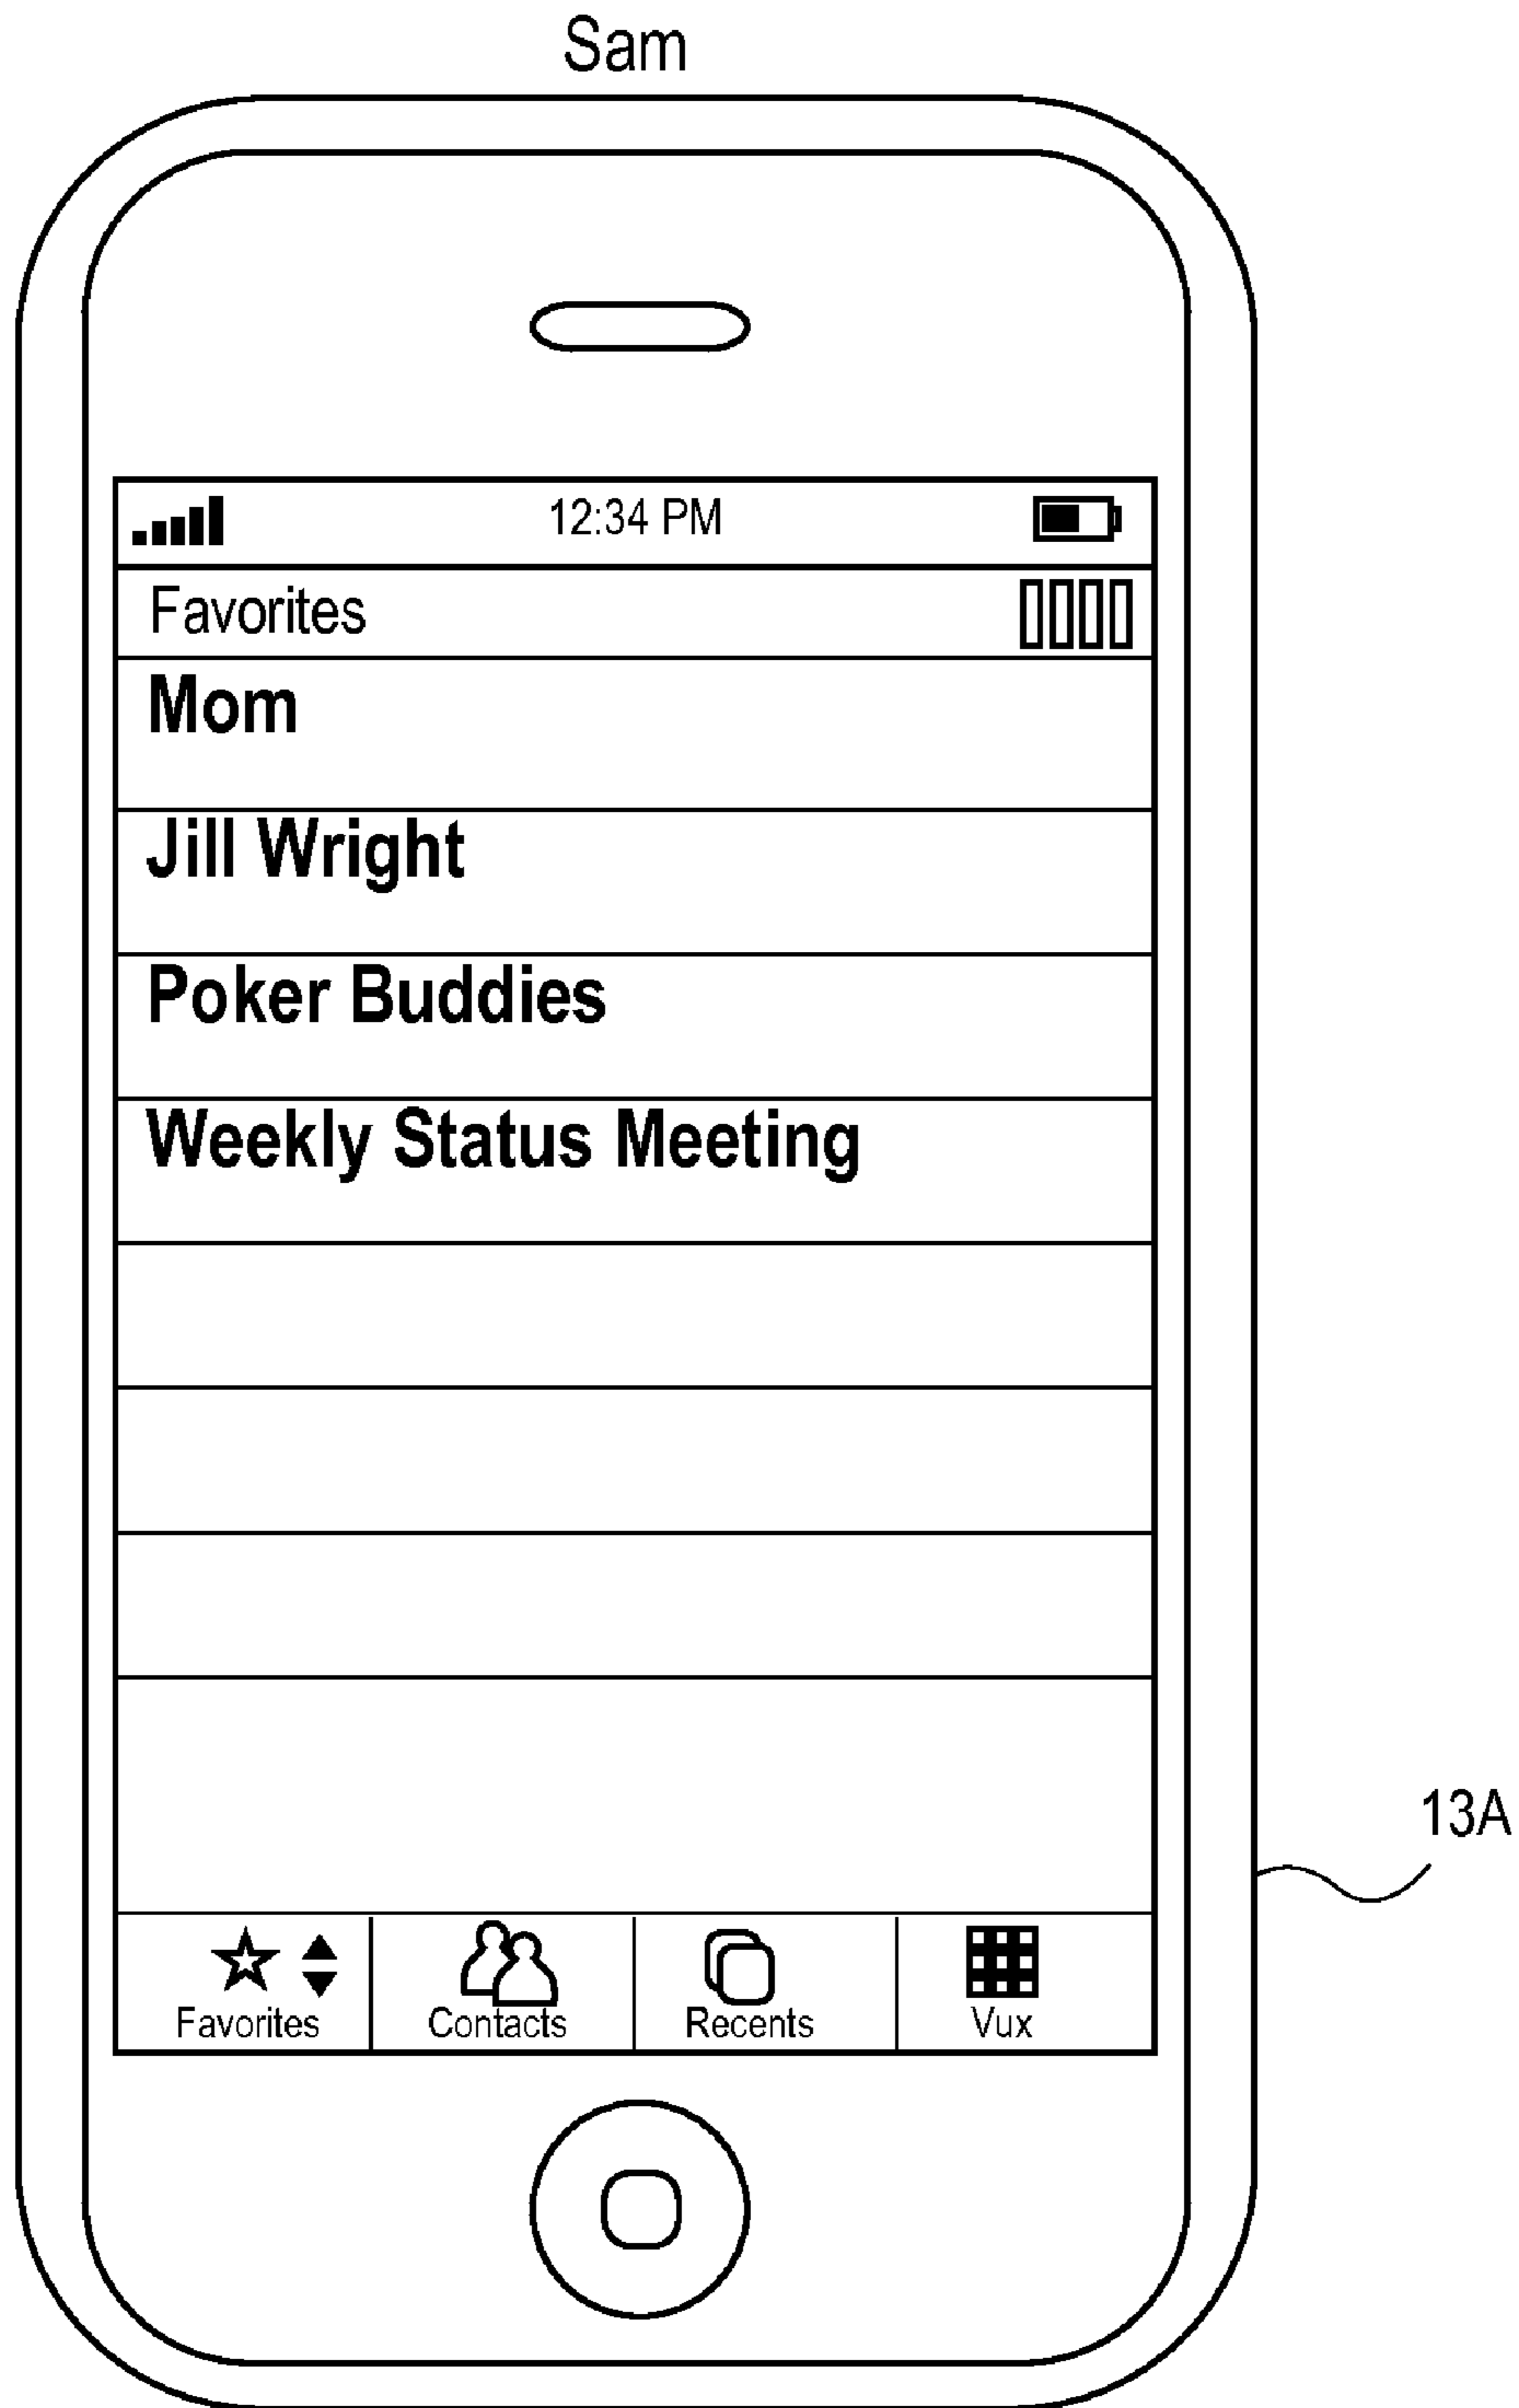 Sam
12:34 PM
Favorites
Mom
Jill Wright
Poker Buddies
Weekly Status Meeting
13A
Favorites Contacts Recents Vux